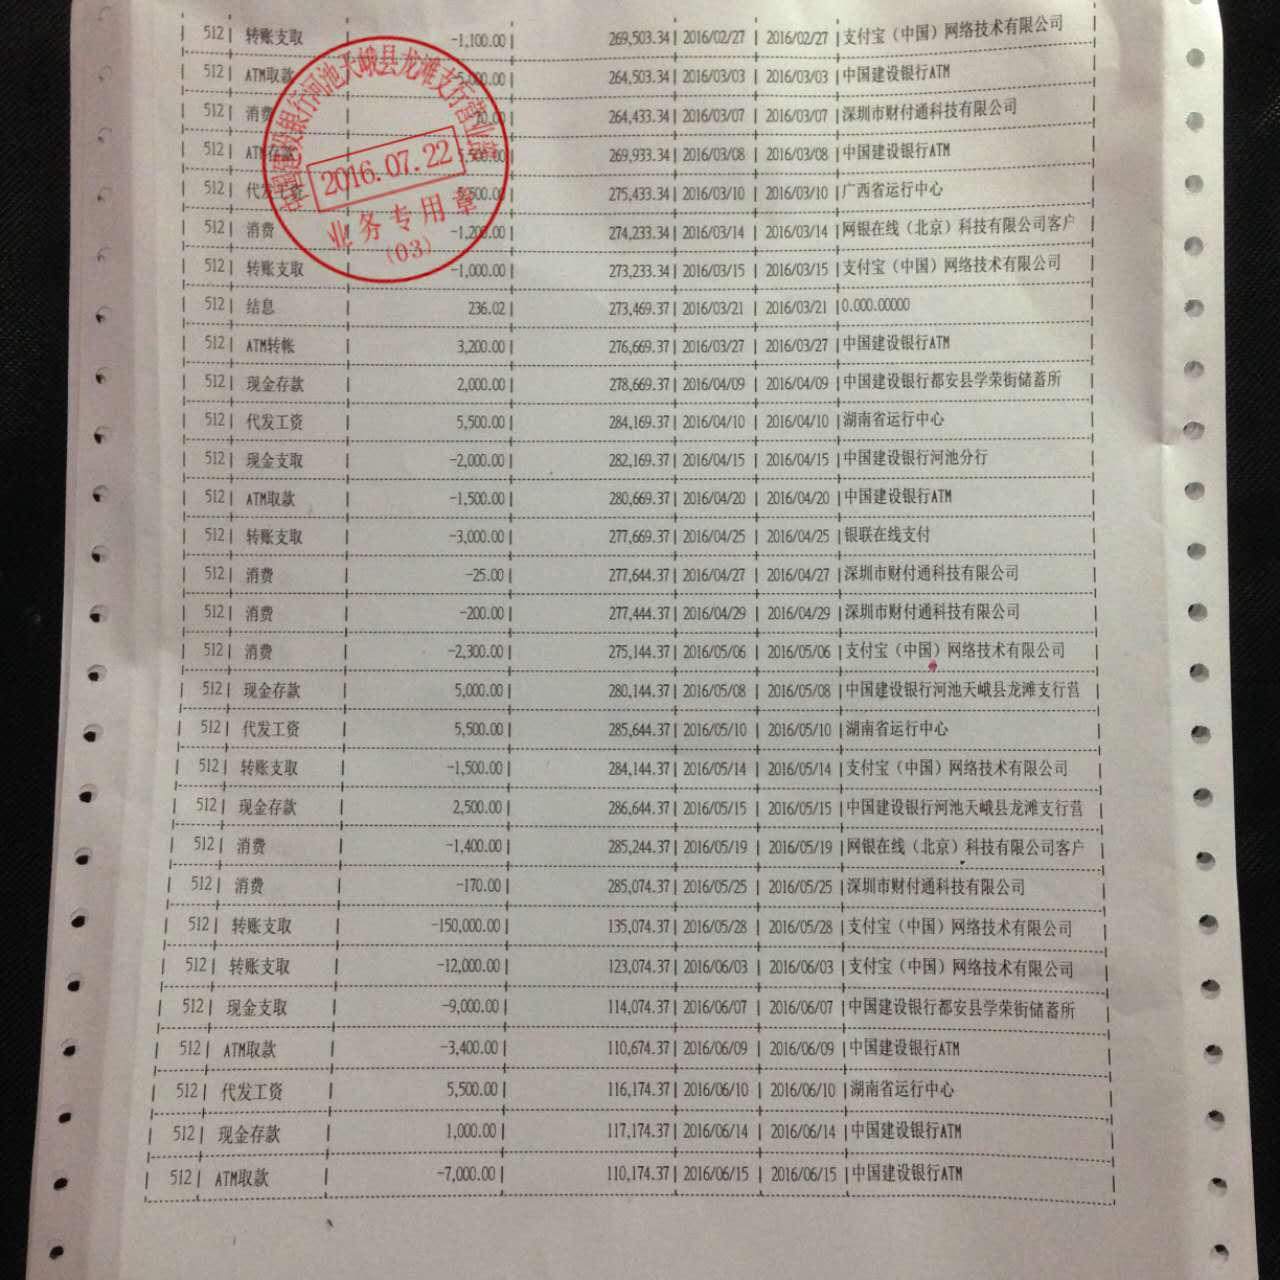 512 转账支取 -1,100.00 269,503.34 2016/02/27 2016/02/27 支付宝（中国）网络技术有限公司
512 ATM取款 5,000.00 264,503.34 2016/03/03 2016/03/03 中国建设银行ATM
512 消费 70.00 264,433.34 2016/03/07 2016/03/07 深圳市财付通科技有限公司
512 ATM存款 5,500.00 269,933.34 2016/03/08 2016/03/08 中国建设银行ATM
512 代发工资 5,500.00 275,433.34 2016/03/10 2016/03/10 广西省运行中心
512 消费 -1,200.00 274,233.34 2016/03/14 2016/03/14 网银在线（北京）科技有限公司客户
512 转账支取 -1,000.00 273,233.34 2016/03/15 2016/03/15 支付宝（中国）网络技术有限公司
512 结息 236.02 273,469.37 2016/03/21 2016/03/21 0.000.00000
512 ATM转帐 3,200.00 276,669.37 2016/03/27 2016/03/27 中国建设银行ATM
512 现金存款 2,000.00 278,669.37 2016/04/09 2016/04/09 中国建设银行都安县学荣街储蓄所
512 代发工资 5,500.00 284,169.37 2016/04/10 2016/04/10 湖南省运行中心
512 现金支取 -2,000.00 282,169.37 2016/04/15 2016/04/15 中国建设银行河池分行
512 ATM取款 -1,500.00 280,669.37 2016/04/20 2016/04/20 中国建设银行ATM
512 转账支取 -3,000.00 277,669.37 2016/04/25 2016/04/25 银联在线支付
512 消费 -25.00 277,644.37 2016/04/27 2016/04/27 深圳市财付通科技有限公司
512 消费 -200.00 277,444.37 2016/04/29 2016/04/29 深圳市财付通科技有限公司
512 消费 -2,300.00 275,144.37 2016/05/06 2016/05/06 支付宝（中国）网络技术有限公司
512 现金存款 5,000.00 280,144.37 2016/05/08 2016/05/08 中国建设银行河池天峨县龙滩支行营
512 代发工资 5,500.00 285,644.37 2016/05/10 2016/05/10 湖南省运行中心
512 转账支取 -1,500.00 284,144.37 2016/05/14 2016/05/14 支付宝（中国）网络技术有限公司
512 现金存款 2,500.00 286,644.37 2016/05/15 2016/05/15 中国建设银行河池天峨县龙滩支行营
512 消费 -1,400.00 285,244.37 2016/05/19 2016/05/19 网银在线（北京）科技有限公司客户
512 消费 -170.00 285,074.37 2016/05/25 2016/05/25 深圳市财付通科技有限公司
512 转账支取 -150,000.00 135,074.37 2016/05/28 2016/05/28 支付宝（中国）网络技术有限公司
512 转账支取 -12,000.00 123,074.37 2016/06/03 2016/06/03 支付宝（中国）网络技术有限公司
512 现金支取 -9,000.00 114,074.37 2016/06/07 2016/06/07 中国建设银行都安县学荣街储蓄所
512 ATM取款 -3,400.00 110,674.37 2016/06/09 2016/06/09 中国建设银行ATM
512 代发工资 5,500.00 116,174.37 2016/06/10 2016/06/10 湖南省运行中心
512 现金存款 1,000.00 117,174.37 2016/06/14 2016/06/14 中国建设银行ATM
512 ATM取款 -7,000.00 110,174.37 2016/06/15 2016/06/15 中国建设银行ATM
中国建设银行河池天峨县龙滩支行营业室
2016.07.22
业务专用章
（03）